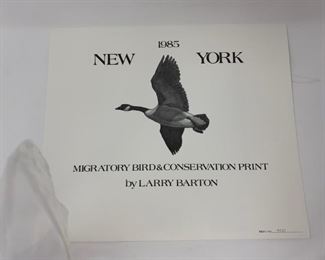 1985
NEW YORK
MIGRATORY BIRD & CONSERVATION PRINT
by LARRY BARTON